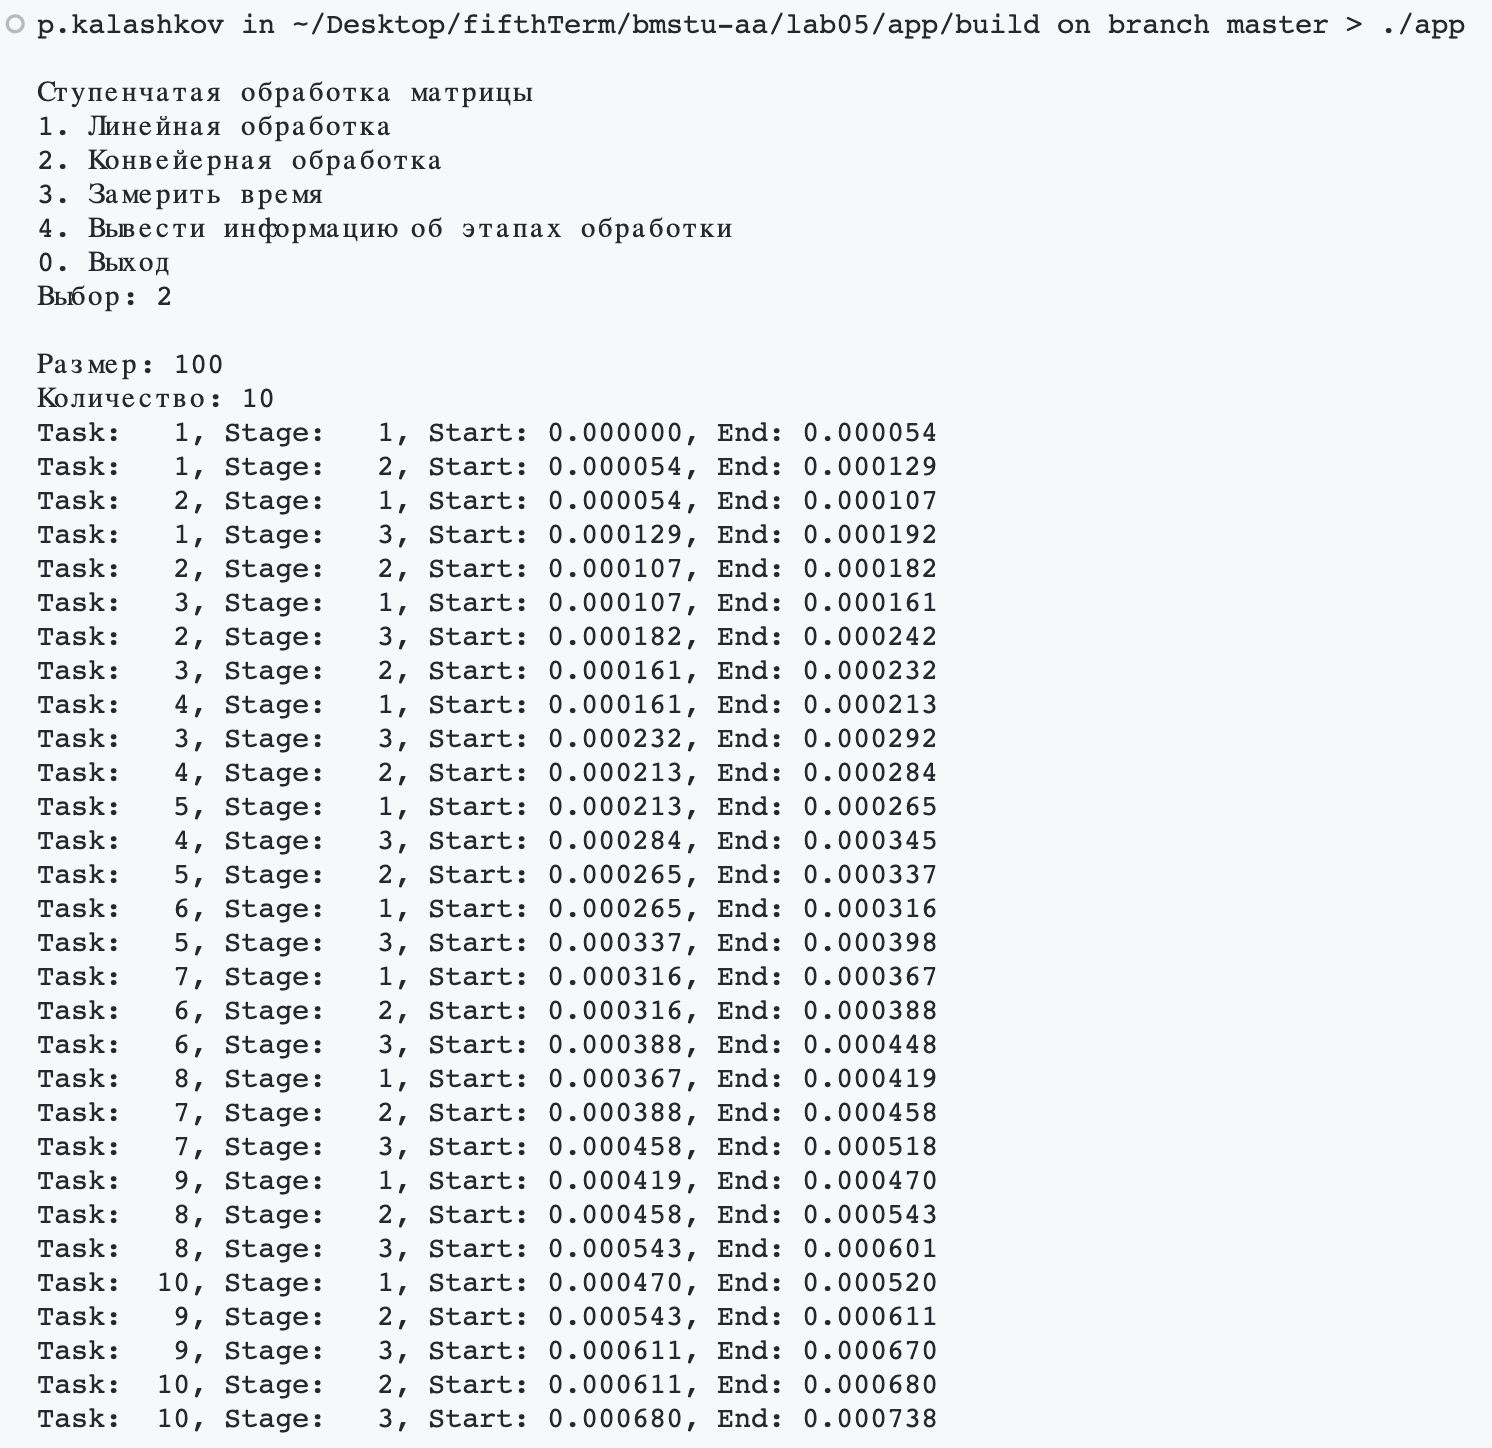 p.kalashkov in ~/Desktop/fifthTerm/bmstu-aa/lab05/app/build on branch master > ./app
Ступенчатая обработка матрицы
1. Линейная обработка
2. Конвейерная обработка
3. Замерить время
4. Вывести информацию об этапах обработки
0. Выход
Выбор: 2
Размер: 100
Количество: 10
Task:   1, Stage:   1, Start: 0.000000, End: 0.000054
Task:   1, Stage:   2, Start: 0.000054, End: 0.000129
Task:   2, Stage:   1, Start: 0.000054, End: 0.000107
Task:   1, Stage:   3, Start: 0.000129, End: 0.000192
Task:   2, Stage:   2, Start: 0.000107, End: 0.000182
Task:   3, Stage:   1, Start: 0.000107, End: 0.000161
Task:   2, Stage:   3, Start: 0.000182, End: 0.000242
Task:   3, Stage:   2, Start: 0.000161, End: 0.000232
Task:   4, Stage:   1, Start: 0.000161, End: 0.000213
Task:   3, Stage:   3, Start: 0.000232, End: 0.000292
Task:   4, Stage:   2, Start: 0.000213, End: 0.000284
Task:   5, Stage:   1, Start: 0.000213, End: 0.000265
Task:   4, Stage:   3, Start: 0.000284, End: 0.000345
Task:   5, Stage:   2, Start: 0.000265, End: 0.000337
Task:   6, Stage:   1, Start: 0.000265, End: 0.000316
Task:   5, Stage:   3, Start: 0.000337, End: 0.000398
Task:   7, Stage:   1, Start: 0.000316, End: 0.000367
Task:   6, Stage:   2, Start: 0.000316, End: 0.000388
Task:   6, Stage:   3, Start: 0.000388, End: 0.000448
Task:   8, Stage:   1, Start: 0.000367, End: 0.000419
Task:   7, Stage:   2, Start: 0.000388, End: 0.000458
Task:   7, Stage:   3, Start: 0.000458, End: 0.000518
Task:   9, Stage:   1, Start: 0.000419, End: 0.000470
Task:   8, Stage:   2, Start: 0.000458, End: 0.000543
Task:   8, Stage:   3, Start: 0.000543, End: 0.000601
Task:  10, Stage:   1, Start: 0.000470, End: 0.000520
Task:   9, Stage:   2, Start: 0.000543, End: 0.000611
Task:   9, Stage:   3, Start: 0.000611, End: 0.000670
Task:  10, Stage:   2, Start: 0.000611, End: 0.000680
Task:  10, Stage:   3, Start: 0.000680, End: 0.000738